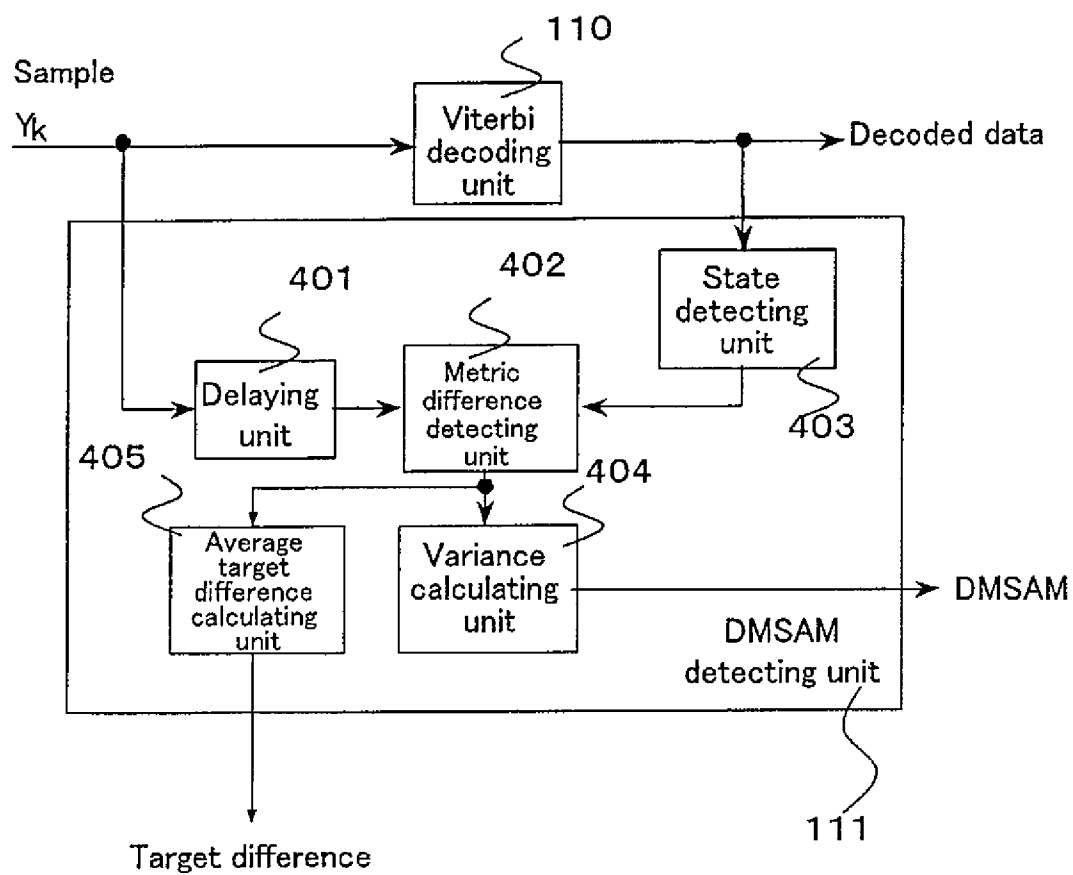 110
Sample
Yk
Viterbi
decoding
unit
Decoded data
401
402
State
detecting
unit
403
Delaying
unit
Metric
difference
detecting
unit
405
404
Average
target
difference
calculating
unit
Variance
calculating
unit
DMSAM
DMSAM
detecting unit
111
Target difference